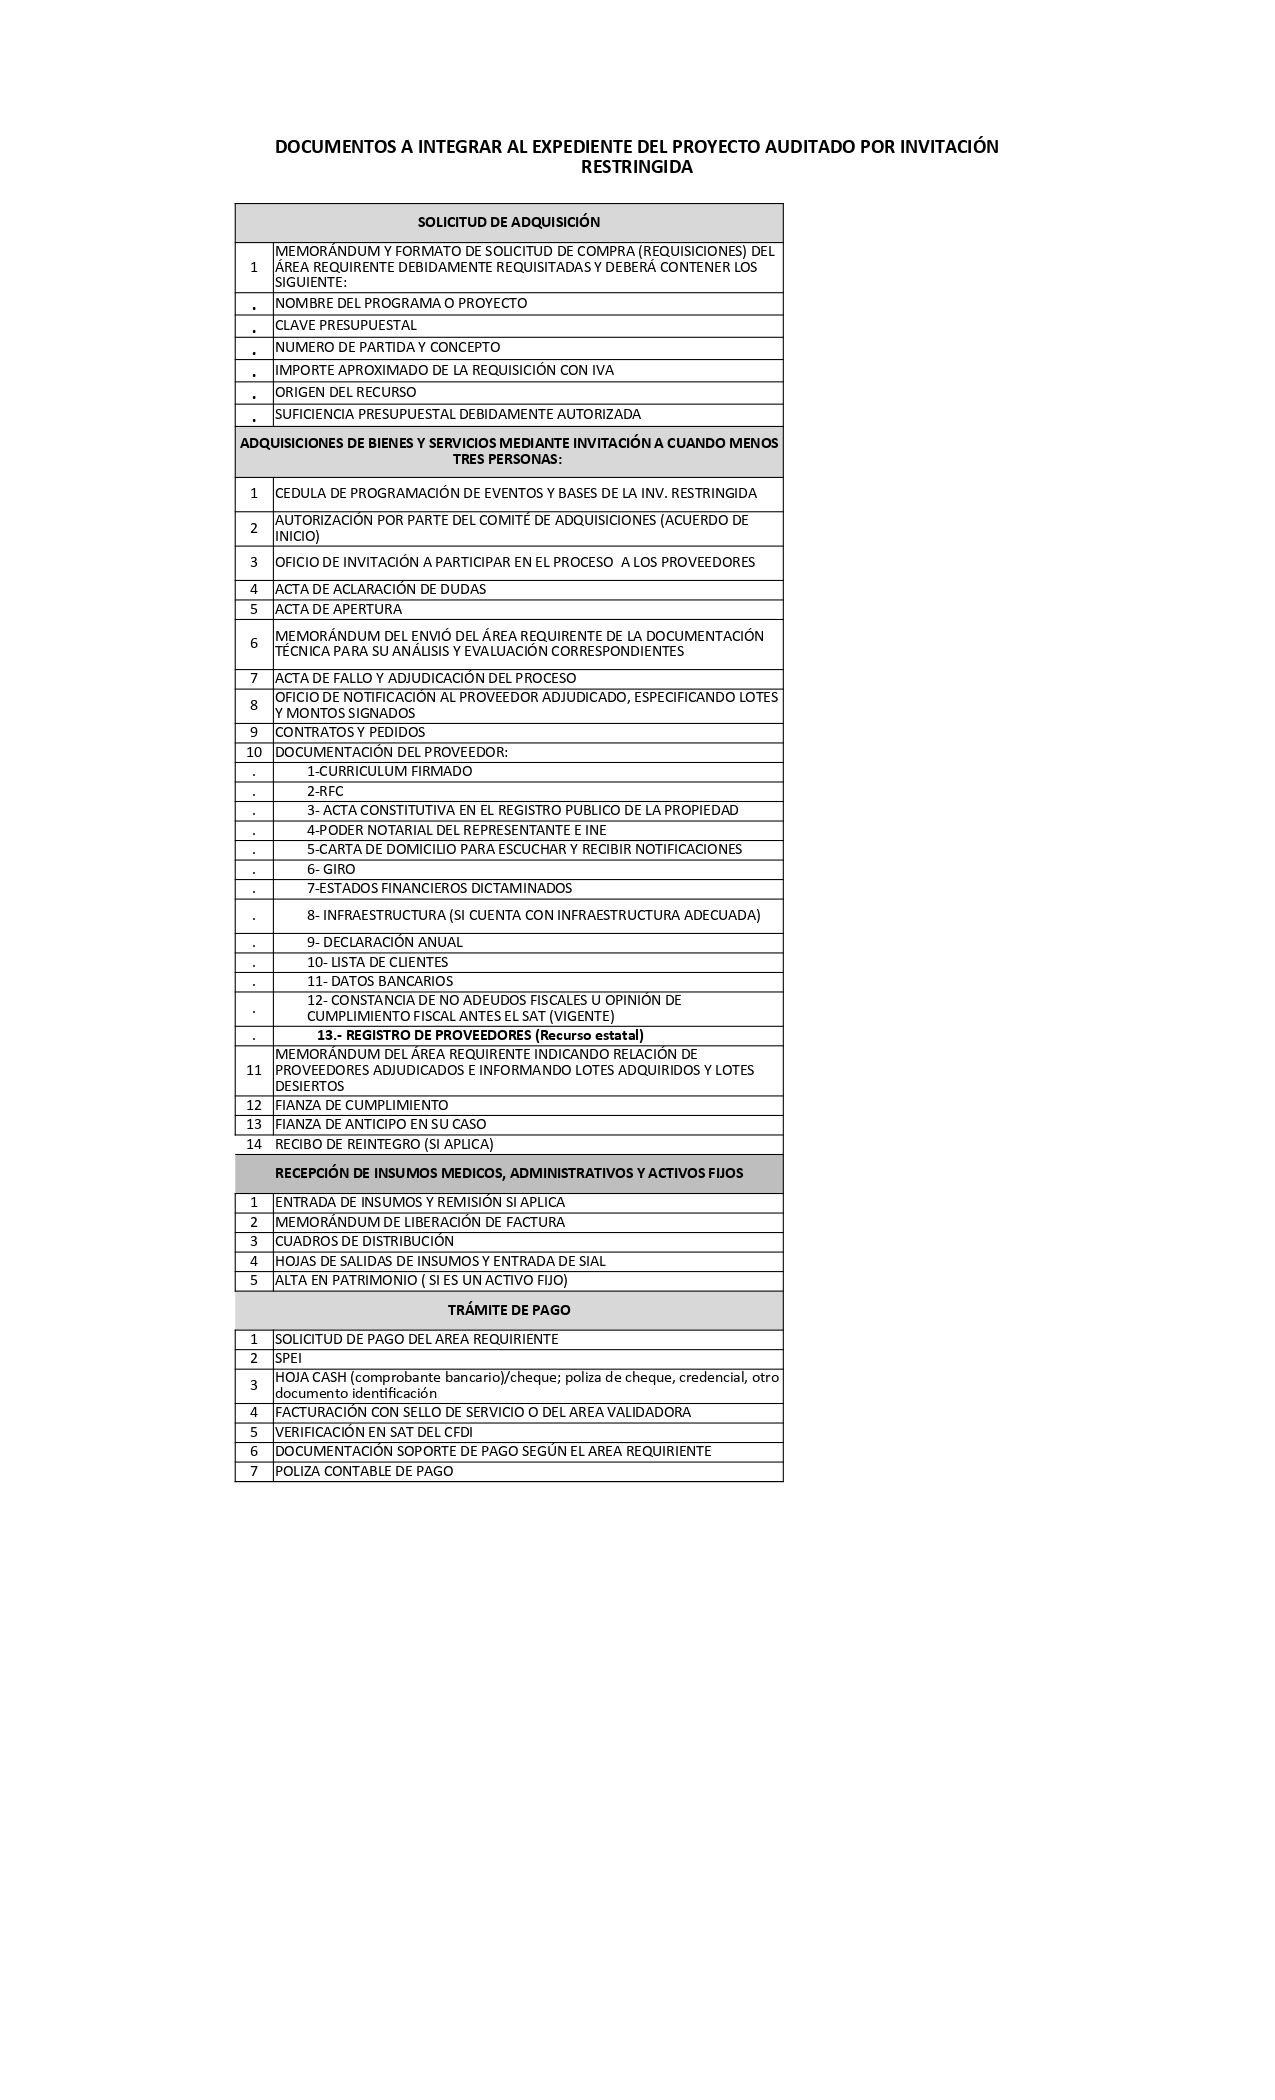 DOCUMENTOS A INTEGRAR AL EXPEDIENTE DEL PROYECTO AUDITADO POR INVITACIÓN
RESTRINGIDA
SOLICITUD DE ADQUISICIÓN
1 MEMORÁNDUM Y FORMATO DE SOLICITUD DE COMPRA (REQUISICIONES) DEL
ÁREA REQUIRENTE DEBIDAMENTE REQUISITADAS Y DEBERÁ CONTENER LOS
SIGUIENTE:
. NOMBRE DEL PROGRAMA O PROYECTO
. CLAVE PRESUPUESTAL
. NUMERO DE PARTIDA Y CONCEPTO
. IMPORTE APROXIMADO DE LA REQUISICIÓN CON IVA
. ORIGEN DEL RECURSO
. SUFICIENCIA PRESUPUESTAL DEBIDAMENTE AUTORIZADA
ADQUISICIONES DE BIENES Y SERVICIOS MEDIANTE INVITACIÓN A CUANDO MENOS
TRES PERSONAS:
1 CEDULA DE PROGRAMACIÓN DE EVENTOS Y BASES DE LA INV. RESTRINGIDA
2 AUTORIZACIÓN POR PARTE DEL COMITÉ DE ADQUISICIONES (ACUERDO DE
INICIO)
3 OFICIO DE INVITACIÓN A PARTICIPAR EN EL PROCESO  A LOS PROVEEDORES
4 ACTA DE ACLARACIÓN DE DUDAS
5 ACTA DE APERTURA
6 MEMORÁNDUM DEL ENVIÓ DEL ÁREA REQUIRENTE DE LA DOCUMENTACIÓN
TÉCNICA PARA SU ANÁLISIS Y EVALUACIÓN CORRESPONDIENTES
7 ACTA DE FALLO Y ADJUDICACIÓN DEL PROCESO
8 OFICIO DE NOTIFICACIÓN AL PROVEEDOR ADJUDICADO, ESPECIFICANDO LOTES
Y MONTOS SIGNADOS
9 CONTRATOS Y PEDIDOS
10 DOCUMENTACIÓN DEL PROVEEDOR:
. 1-CURRICULUM FIRMADO
. 2-RFC
. 3- ACTA CONSTITUTIVA EN EL REGISTRO PUBLICO DE LA PROPIEDAD
. 4-PODER NOTARIAL DEL REPRESENTANTE E INE
. 5-CARTA DE DOMICILIO PARA ESCUCHAR Y RECIBIR NOTIFICACIONES
. 6- GIRO
. 7-ESTADOS FINANCIEROS DICTAMINADOS
. 8- INFRAESTRUCTURA (SI CUENTA CON INFRAESTRUCTURA ADECUADA)
. 9- DECLARACIÓN ANUAL
. 10- LISTA DE CLIENTES
. 11- DATOS BANCARIOS
. 12- CONSTANCIA DE NO ADEUDOS FISCALES U OPINIÓN DE
CUMPLIMIENTO FISCAL ANTES EL SAT (VIGENTE)
. 13.- REGISTRO DE PROVEEDORES (Recurso estatal)
11 MEMORÁNDUM DEL ÁREA REQUIRENTE INDICANDO RELACIÓN DE
PROVEEDORES ADJUDICADOS E INFORMANDO LOTES ADQUIRIDOS Y LOTES
DESIERTOS
12 FIANZA DE CUMPLIMIENTO
13 FIANZA DE ANTICIPO EN SU CASO
14 RECIBO DE REINTEGRO (SI APLICA)
RECEPCIÓN DE INSUMOS MEDICOS, ADMINISTRATIVOS Y ACTIVOS FIJOS
1 ENTRADA DE INSUMOS Y REMISIÓN SI APLICA
2 MEMORÁNDUM DE LIBERACIÓN DE FACTURA
3 CUADROS DE DISTRIBUCIÓN
4 HOJAS DE SALIDAS DE INSUMOS Y ENTRADA DE SIAL
5 ALTA EN PATRIMONIO ( SI ES UN ACTIVO FIJO)
TRÁMITE DE PAGO
1 SOLICITUD DE PAGO DEL AREA REQUIRIENTE
2 SPEI
3 HOJA CASH (comprobante bancario)/cheque; poliza de cheque, credencial, otro
documento identificación
4 FACTURACIÓN CON SELLO DE SERVICIO O DEL AREA VALIDADORA
5 VERIFICACIÓN EN SAT DEL CFDI
6 DOCUMENTACIÓN SOPORTE DE PAGO SEGÚN EL AREA REQUIRIENTE
7 POLIZA CONTABLE DE PAGO